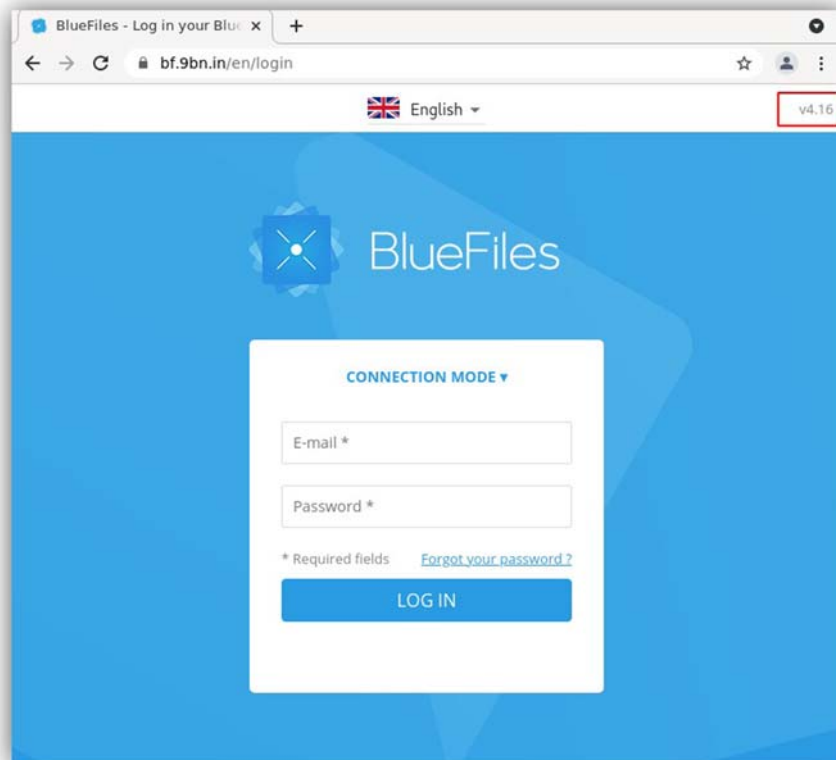 BlueFiles - Log in your Blue
bf.9bn.in/en/login
English
v4.16
BlueFiles
CONNECTION MODE ▾
E-mail *
Password *
* Required fields Forgot your password ?
LOG IN